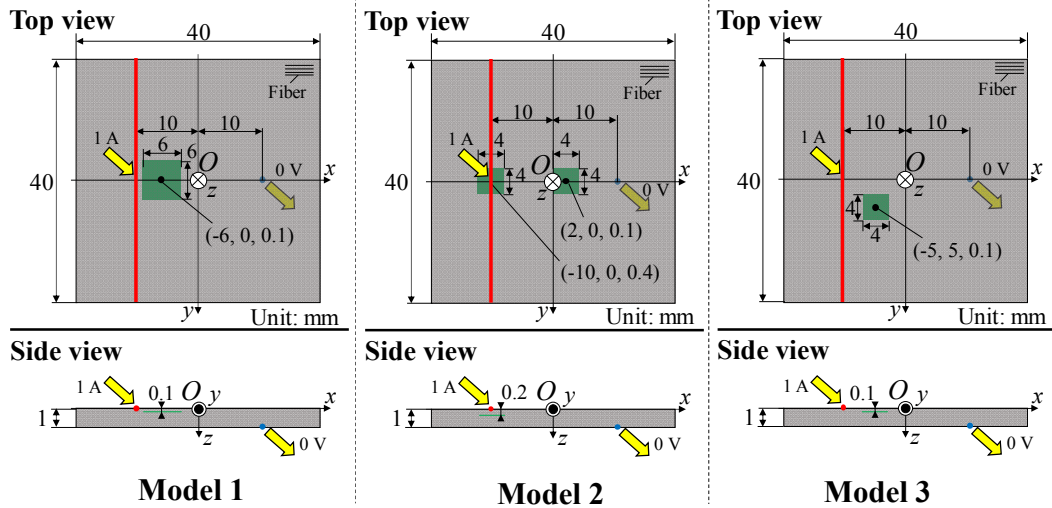 Top view
40
Fiber
10
10
6
1 A
6
O
x
0 V
40
z
(-6, 0, 0.1)
y
Unit: mm
Side view
1 A
0.1
O
y
x
1
z
0 V
Model 1
Top view
40
Fiber
10
10
4
4
1 A
O
x
4
4
0 V
z
40
(2, 0, 0.1)
(-10, 0, 0.4)
y
Unit: mm
Side view
1 A
0.2
O
y
x
1
z
0 V
Model 2
Top view
40
Fiber
10
10
1 A
O
x
0 V
40
z
4
4
(-5, 5, 0.1)
y
Unit: mm
Side view
1 A
0.1
O
y
x
1
z
0 V
Model 3